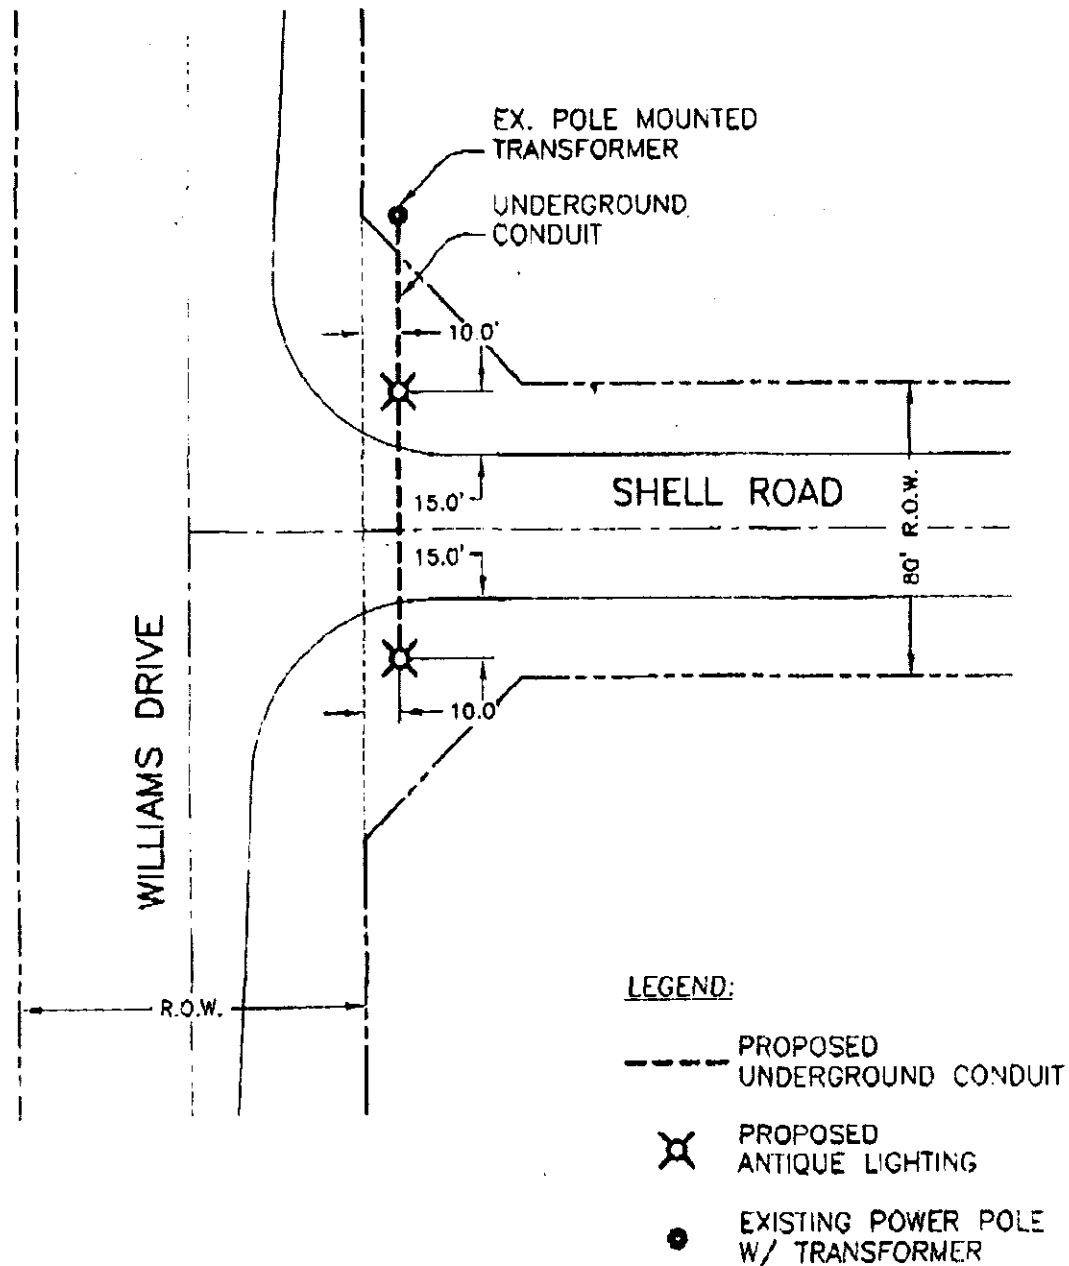 EX. POLE MOUNTED
TRANSFORMER
UNDERGROUND
CONDUIT
10.0'
15.0'
SHELL ROAD
15.0'
80' R.O.W.
10.0
WILLIAMS DRIVE
R.O.W.
LEGEND:
PROPOSED
UNDERGROUND CONDUIT
PROPOSED
ANTIQUE LIGHTING
EXISTING POWER POLE
W/ TRANSFORMER